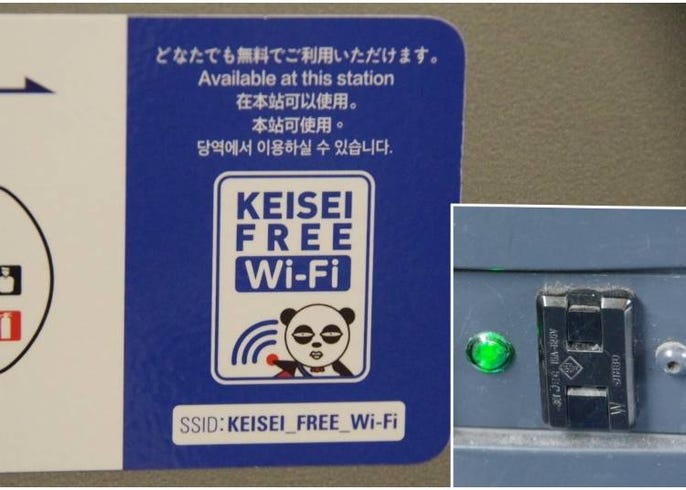 どなたでも無料でご利用いただけます。
Available at this station
在本站可以使用。
本站可使用。
당역에서 이용하실 수 있습니다.
KEISEI
FREE
Wi-Fi
SSID:KEISEI_FREE_Wi-Fi
15A-125V
W